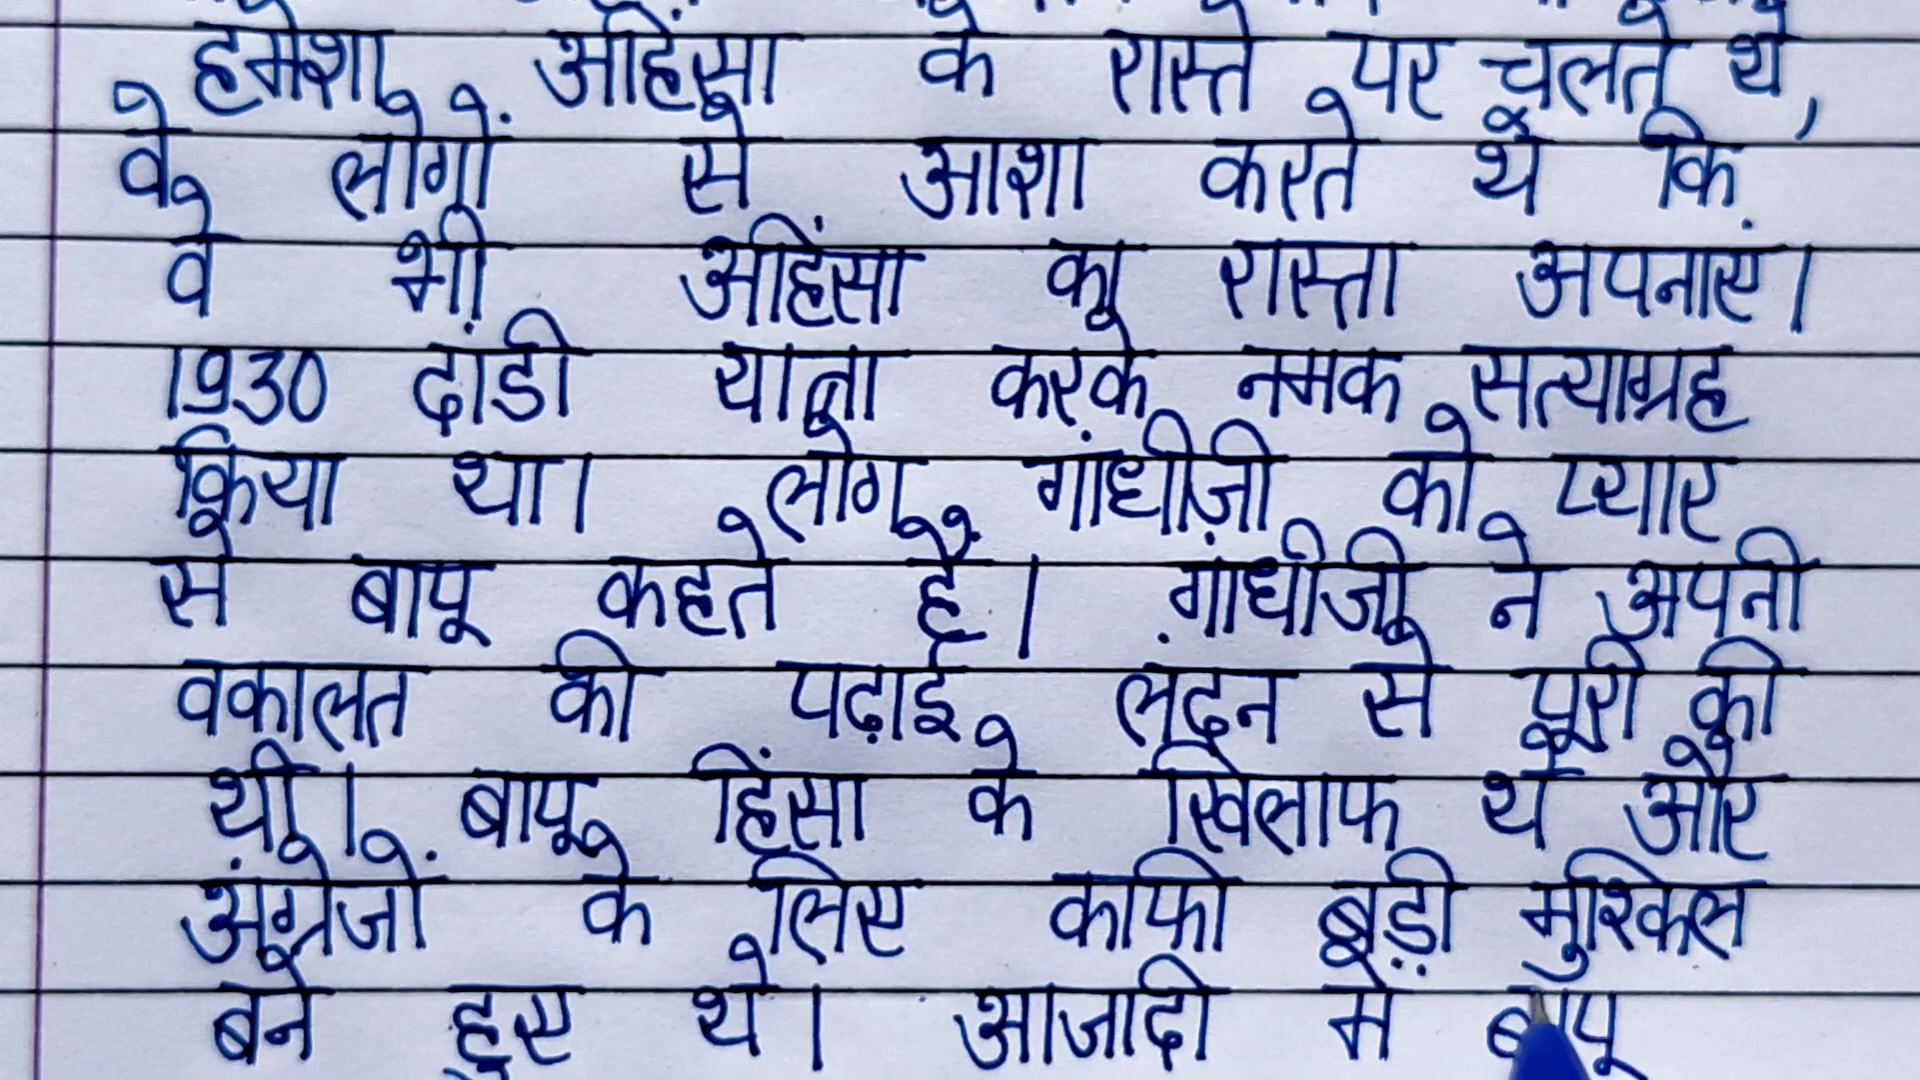 हमेशा अहिंसा के रास्ते पर चलते थे,
वे लोगों से आशा करते थे कि
वे भी अहिंसा का रास्ता अपनाएं।
1930 दांडी यात्रा करके नमक सत्याग्रह
किया था। लोग गांधीजी को प्यार
से बापू कहते हैं। गांधीजी ने अपनी
वकालत की पढ़ाई लंदन से पूरी की
थी। बापू हिंसा के खिलाफ थे और
अंग्रेजों के लिए काफी बड़ी मुश्किल
बने हुए थे। आजादी में बापू